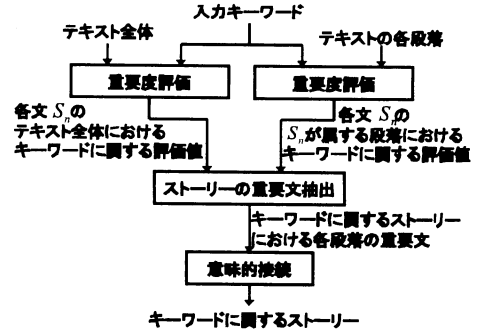 入力キーワード
テキスト全体
テキストの各段落
重要度評価
重要度評価
各文 Snの
テキスト全体における
キーワードに関する評価値
各文 Snの
Snが属する段落における
キーワードに関する評価値
ストーリーの重要文抽出
キーワードに関するストーリー
における各段落の重要文
意味的接続
キーワードに関するストーリー